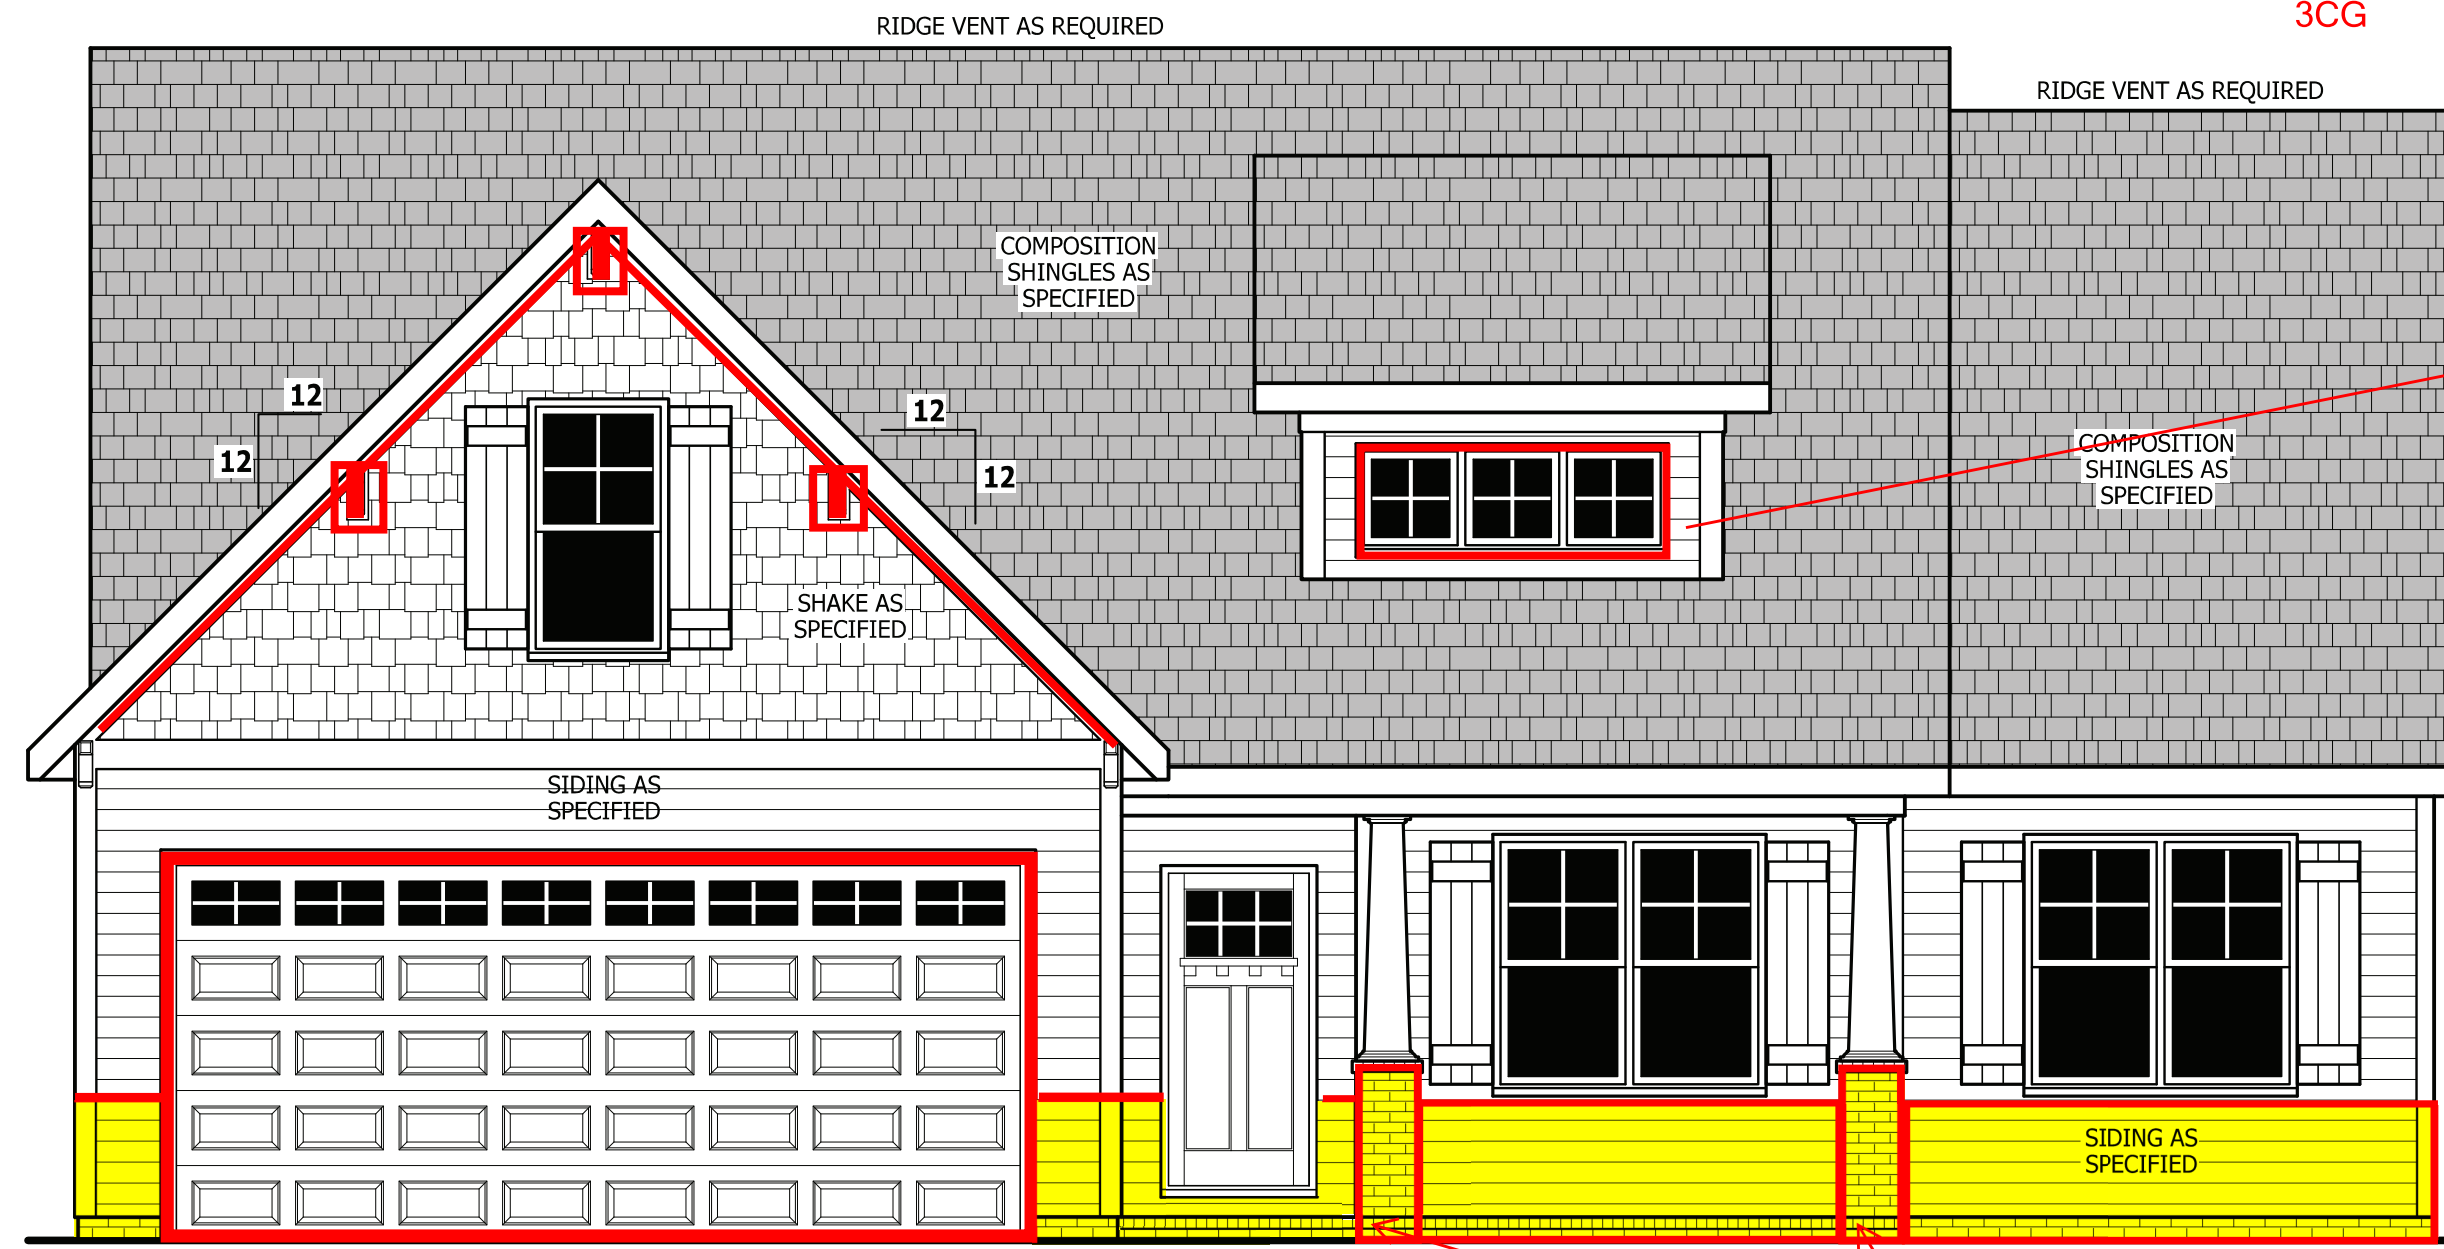 3CG
RIDGE VENT AS REQUIRED
RIDGE VENT AS REQUIRED
COMPOSITION
SHINGLES AS
SPECIFIED
12
12
12
12
COMPOSITION
SHINGLES AS
SPECIFIED
SHAKE AS
SPECIFIED
SIDING AS
SPECIFIED
SIDING AS
SPECIFIED